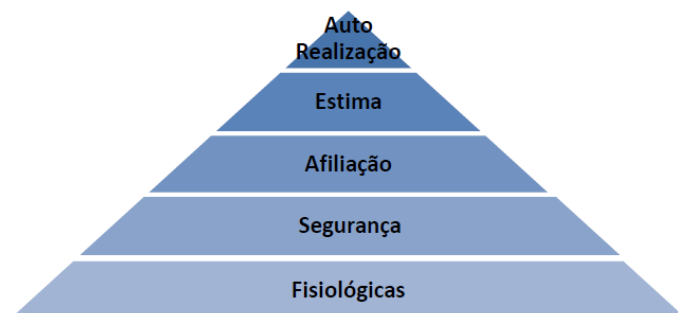 Auto
Realização
Estima
Afiliação
Segurança
Fisiológicas